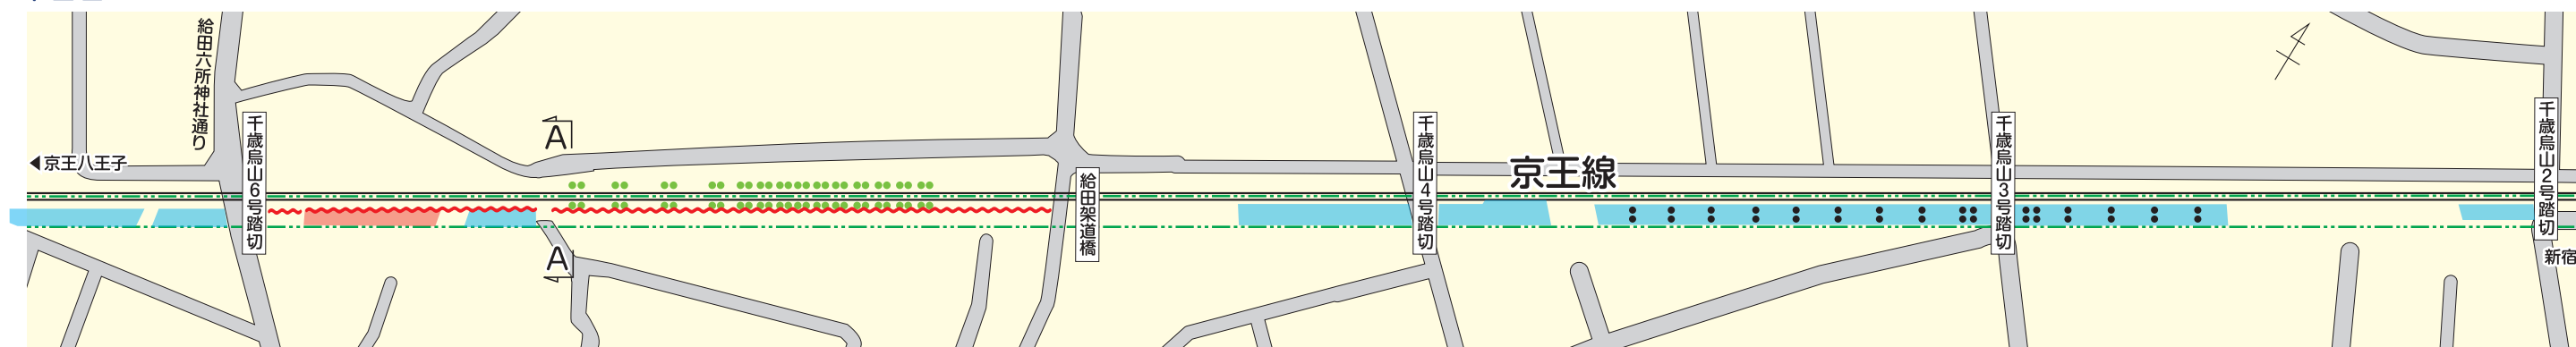 給田六所神社通り
◀京王八王子
千歳烏山6号踏切
A
A
給田架道橋
千歳烏山4号踏切
京王線
千歳烏山3号踏切
千歳烏山2号踏切
新宿